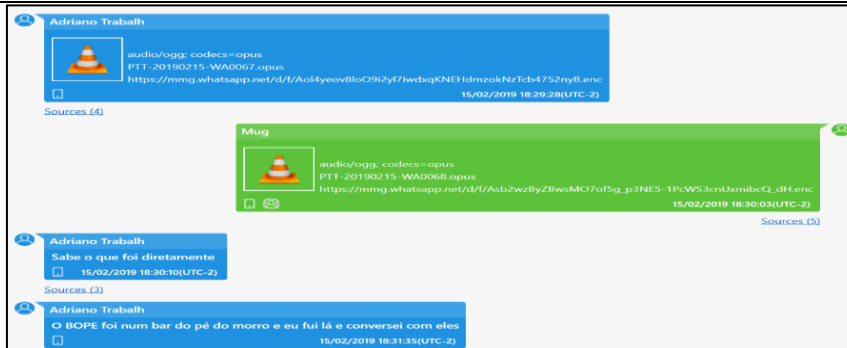 Adriano Trabalh
audio/ogg; codecs=opus
PTT-20190215-WA0067.opus
https://mmg.whatsapp.net/d/f/Aol4yeov8loO9i2yf7iwdxqKNEHdmzokNzTcb4752nyB.enc
15/02/2019 18:29:28(UTC-2)
Sources (4)
Mug
audio/ogg; codecs=opus
PTT-20190215-WA0068.opus
https://mmg.whatsapp.net/d/f/Asb2wzByZBwsMO7of5g_p3NE5-1PcWS3cnUxmibcQ_dH.enc
15/02/2019 18:30:03(UTC-2)
Sources (5)
Adriano Trabalh
Sabe o que foi diretamente
15/02/2019 18:30:10(UTC-2)
Sources (3)
Adriano Trabalh
O BOPE foi num bar do pé do morro e eu fui lá e conversei com eles
15/02/2019 18:31:35(UTC-2)